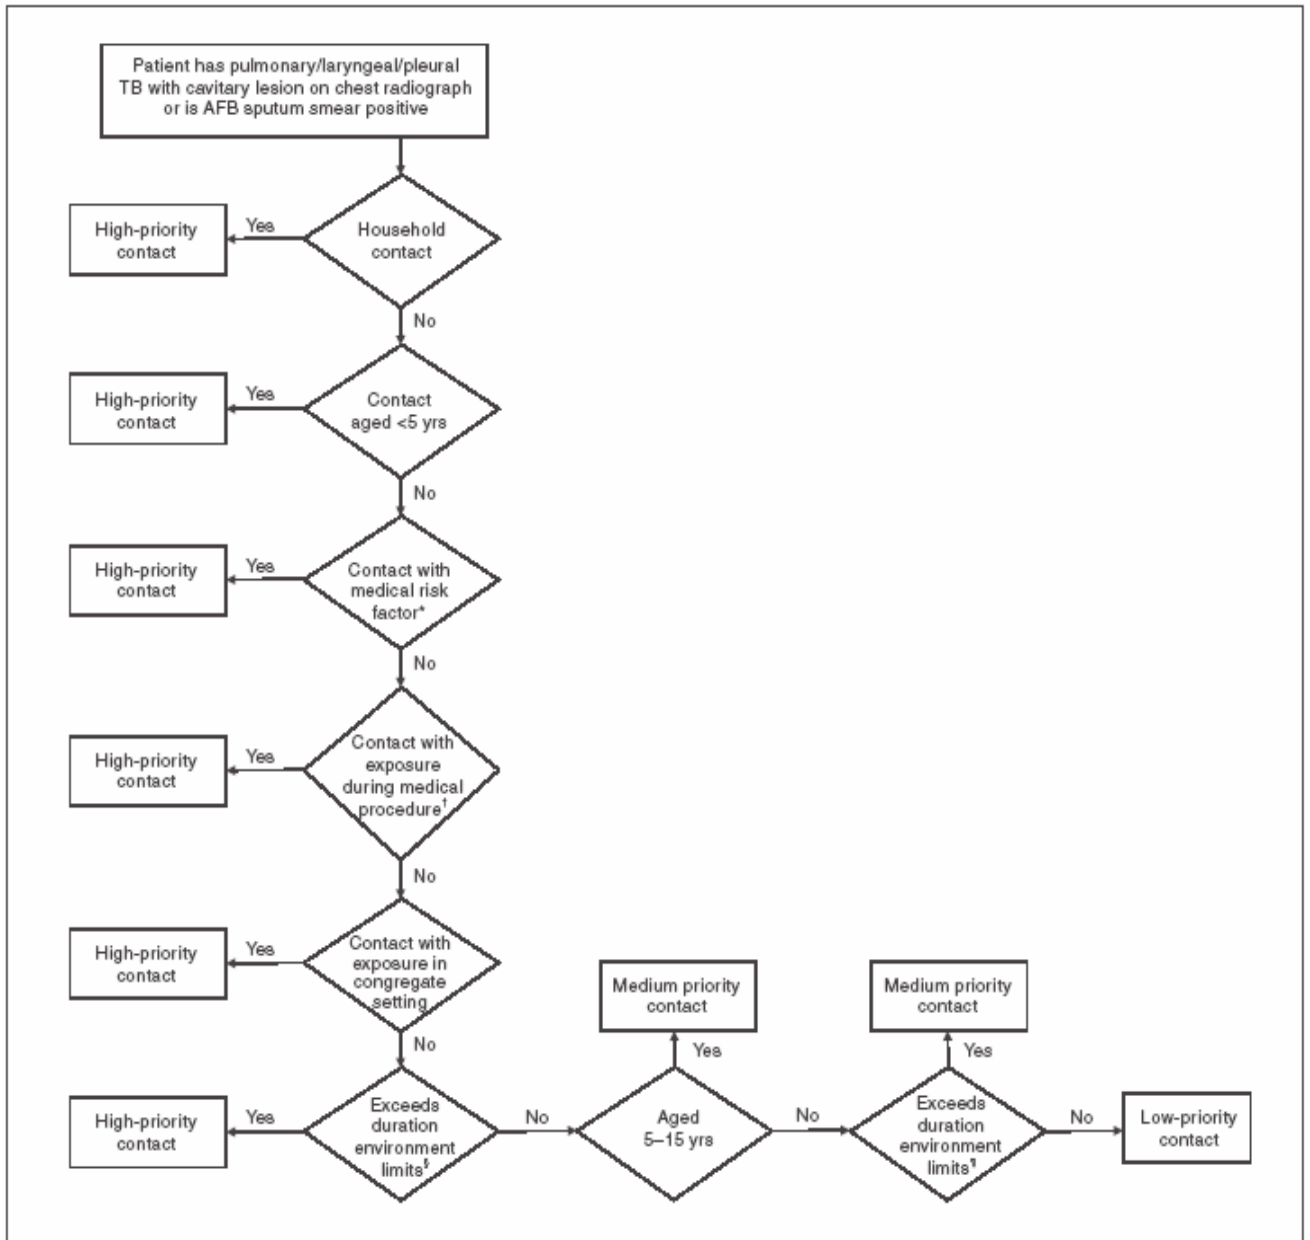 Patient has pulmonary/laryngeal/pleural
TB with cavitary lesion on chest radiograph
or is AFB sputum smear positive
High-priority
contact
Yes
Household
contact
No
High-priority
contact
Yes
Contact
aged <5 yrs
No
High-priority
contact
Yes
Contact with
medical risk
factor*
No
High-priority
contact
Yes
Contact with
exposure
during medical
procedure†
No
High-priority
contact
Yes
Contact with
exposure in
congregate
setting
No
Medium priority
contact
Yes
Medium priority
contact
Yes
High-priority
contact
Yes
Exceeds
duration
environment
limits§
No
Aged
5–15 yrs
No
Exceeds
duration
environment
limits¶
No
Low-priority
contact